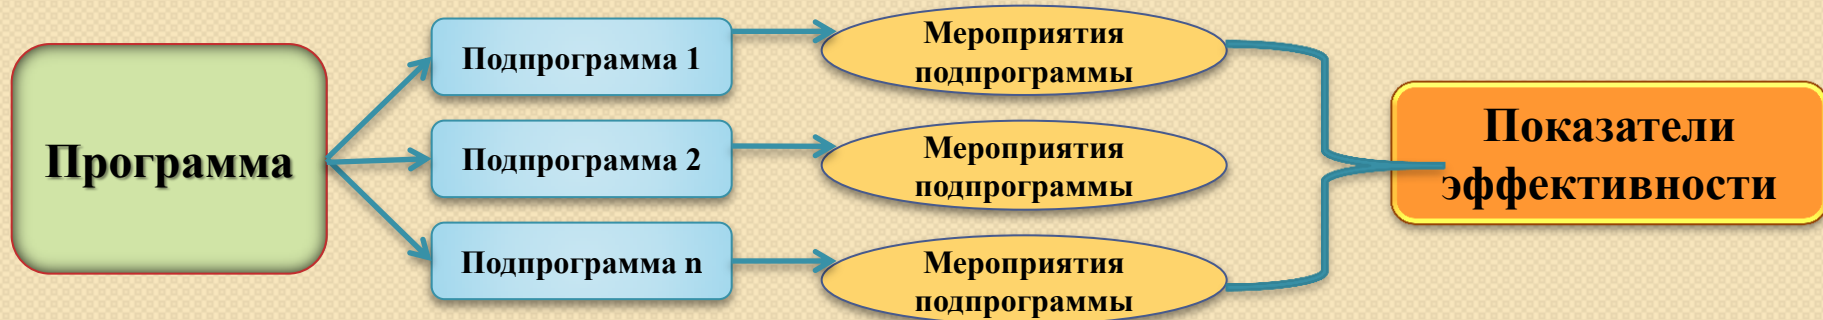 Программа
Подпрограмма 1
Мероприятия
подпрограммы
Подпрограмма 2
Мероприятия
подпрограммы
Подпрограмма n
Мероприятия
подпрограммы
Показатели
эффективности